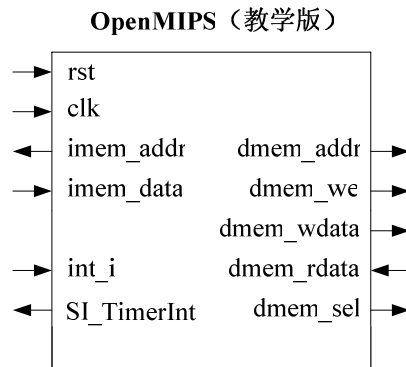 OpenMIPS（教学版）
rst
clk
imem_addr dmem_addr
imem_data dmem_we
dmem_wdata
int_i dmem_rdata
SI_TimerInt dmem_sel